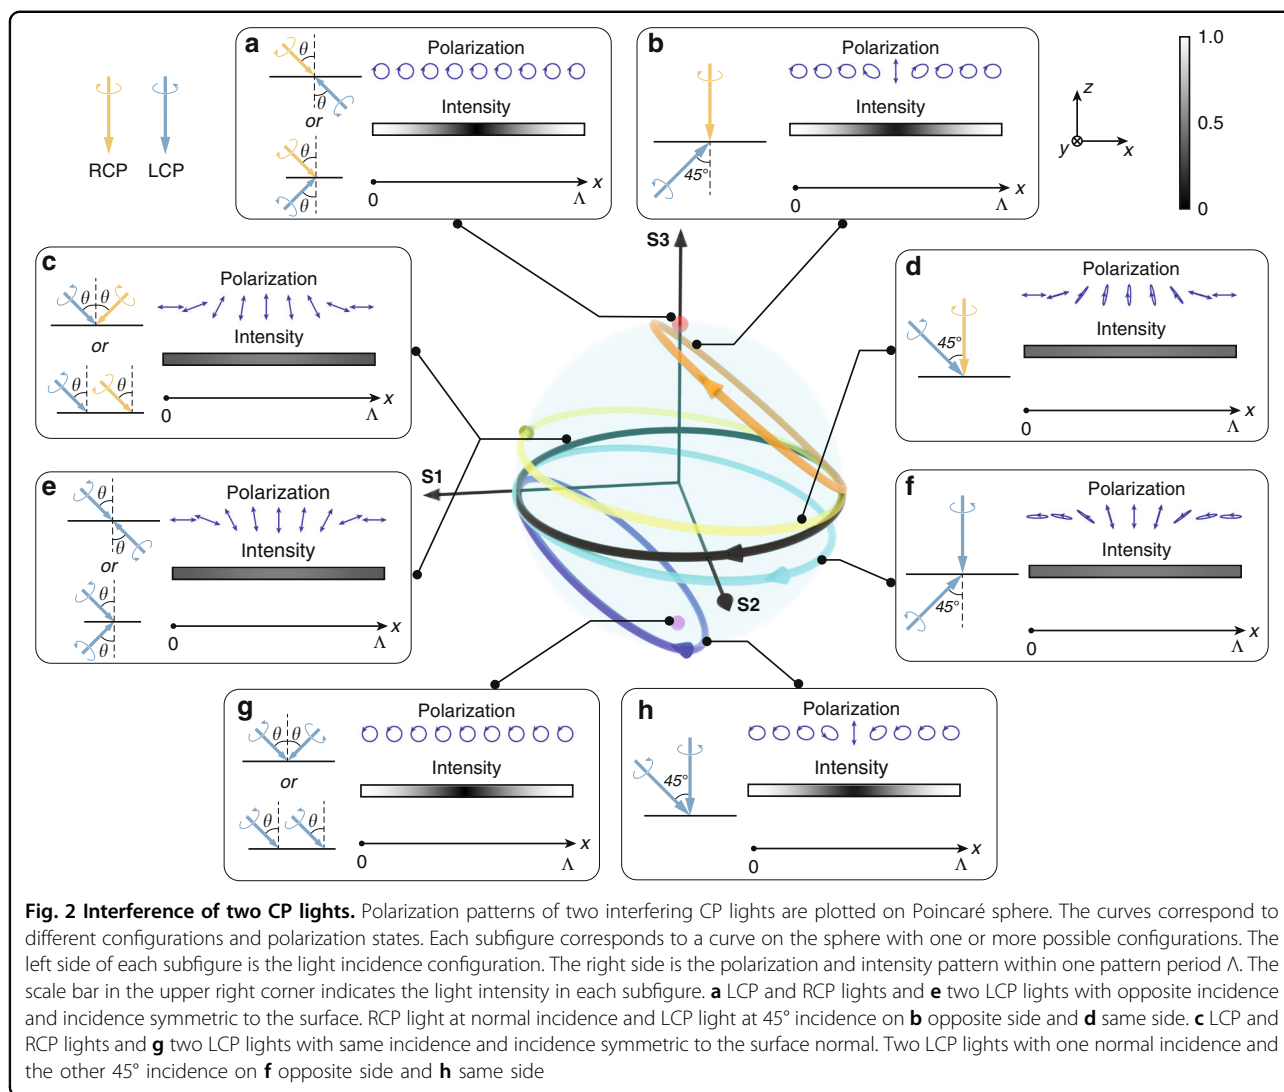 RCP
LCP
a
θ
θ
or
θ
θ
Polarization
Intensity
x
0
Λ
b
45°
Polarization
Intensity
x
0
Λ
z
y
x
1.0
0.5
0
c
θ
θ
or
θ
θ
Polarization
Intensity
x
0
Λ
S3
S1
S2
d
45°
Polarization
Intensity
x
0
Λ
e
θ
θ
or
θ
θ
Polarization
Intensity
x
0
Λ
f
45°
Polarization
Intensity
x
0
Λ
g
θ
θ
or
θ
θ
Polarization
Intensity
x
0
Λ
h
45°
Polarization
Intensity
x
0
Λ
Fig. 2 Interference of two CP lights. Polarization patterns of two interfering CP lights are plotted on Poincaré sphere. The curves correspond to
different configurations and polarization states. Each subfigure corresponds to a curve on the sphere with one or more possible configurations. The
left side of each subfigure is the light incidence configuration. The right side is the polarization and intensity pattern within one pattern period Λ. The
scale bar in the upper right corner indicates the light intensity in each subfigure. a LCP and RCP lights and e two LCP lights with opposite incidence
and incidence symmetric to the surface. RCP light at normal incidence and LCP light at 45° incidence on b opposite side and d same side. c LCP and
RCP lights and g two LCP lights with same incidence and incidence symmetric to the surface normal. Two LCP lights with one normal incidence and
the other 45° incidence on f opposite side and h same side